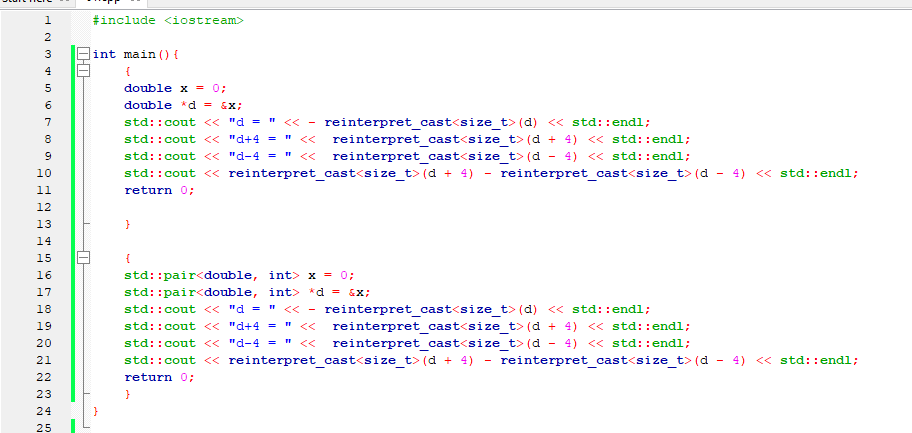 1 #include <iostream>
2
3 int main(){
4 {
5 double x = 0;
6 double *d = &x;
7 std::cout << "d = " << - reinterpret_cast<size_t>(d) << std::endl;
8 std::cout << "d+4 = " <<  reinterpret_cast<size_t>(d + 4) << std::endl;
9 std::cout << "d-4 = " <<  reinterpret_cast<size_t>(d - 4) << std::endl;
10 std::cout << reinterpret_cast<size_t>(d + 4) - reinterpret_cast<size_t>(d - 4) << std::endl;
11 return 0;
12
13 }
14
15 {
16 std::pair<double, int> x = 0;
17 std::pair<double, int> *d = &x;
18 std::cout << "d = " << - reinterpret_cast<size_t>(d) << std::endl;
19 std::cout << "d+4 = " <<  reinterpret_cast<size_t>(d + 4) << std::endl;
20 std::cout << "d-4 = " <<  reinterpret_cast<size_t>(d - 4) << std::endl;
21 std::cout << reinterpret_cast<size_t>(d + 4) - reinterpret_cast<size_t>(d - 4) << std::endl;
22 return 0;
23 }
24 }
25